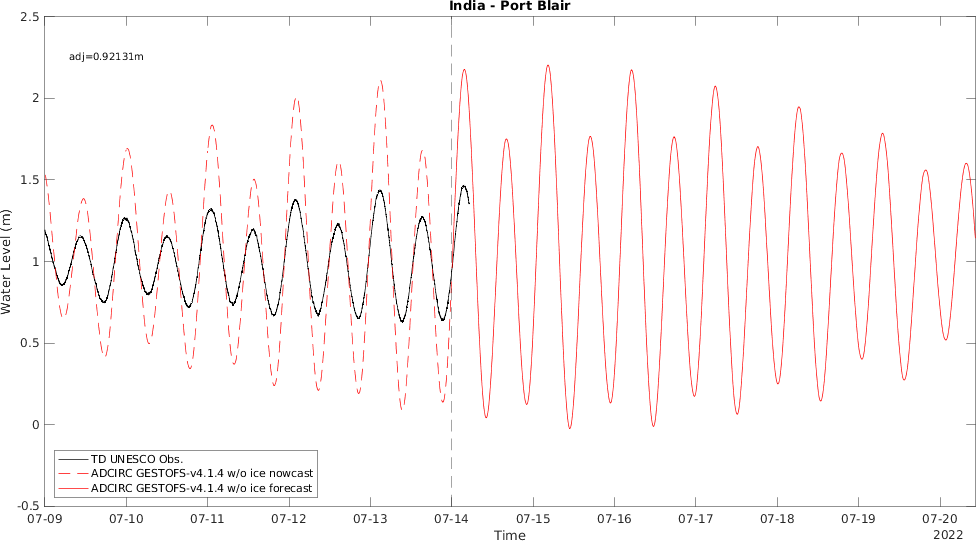 India - Port Blair
adj=0.92131m
2.5
2
1.5
1
0.5
0
-0.5
Water Level (m)
TD UNESCO Obs.
ADCIRC GESTOFS-v4.1.4 w/o ice nowcast
ADCIRC GESTOFS-v4.1.4 w/o ice forecast
07-09 07-10 07-11 07-12 07-13 07-14 07-15 07-16 07-17 07-18 07-19 07-20
Time
2022